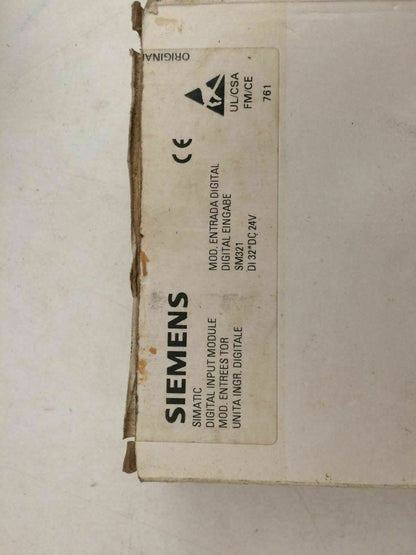 SIEMENS
SIMATIC
DIGITAL INPUT MODULE
MOD. ENTREES TOR
UNITA INGR. DIGITALE
MOD. ENTRADA DIGITAL
DIGITAL EINGABE
SM321
DI 32*DC 24V
CE
ORIGINAL
UL/CSA
FM/CE
761